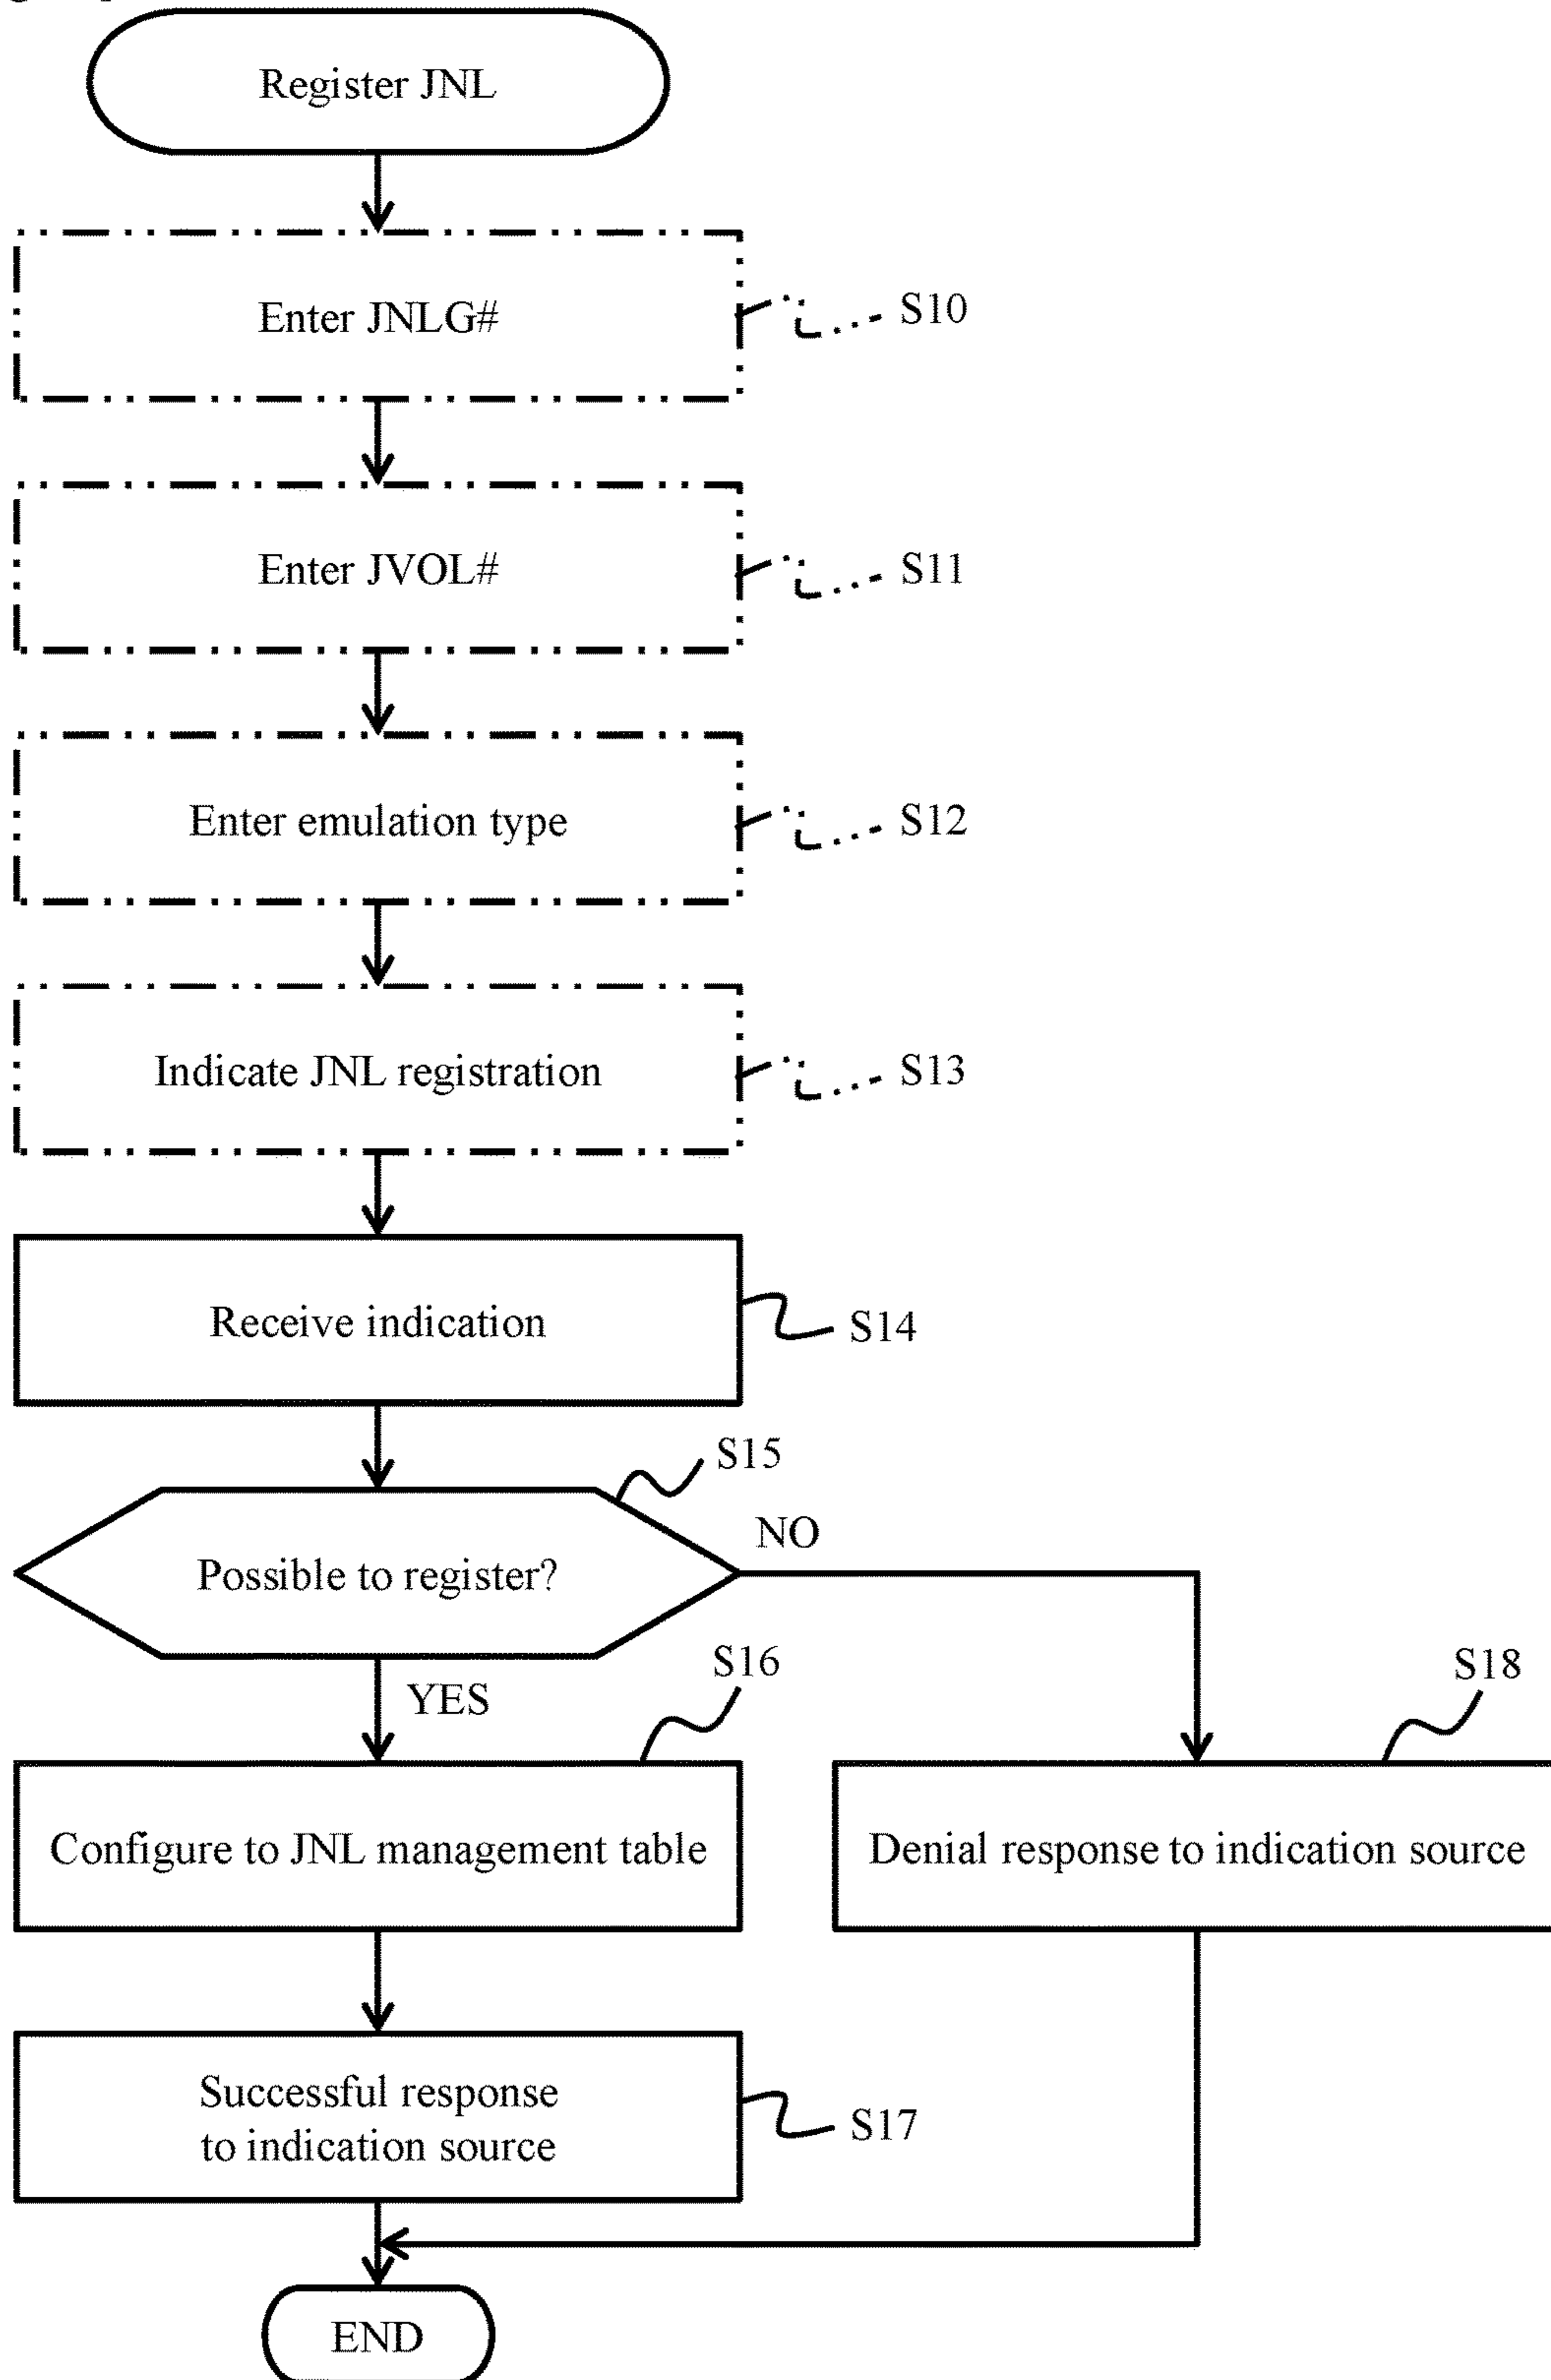 Register JNL
Enter JNLG#
S10
Enter JVOL#
S11
Enter emulation type
S12
Indicate JNL registration
S13
Receive indication
S14
S15
Possible to register?
NO
YES
S16
S18
Configure to JNL management table
Denial response to indication source
Successful response
to indication source
S17
END